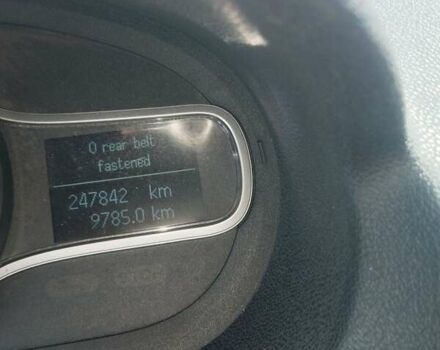 0 rear belt
fastened
247842 km
9785.0 km